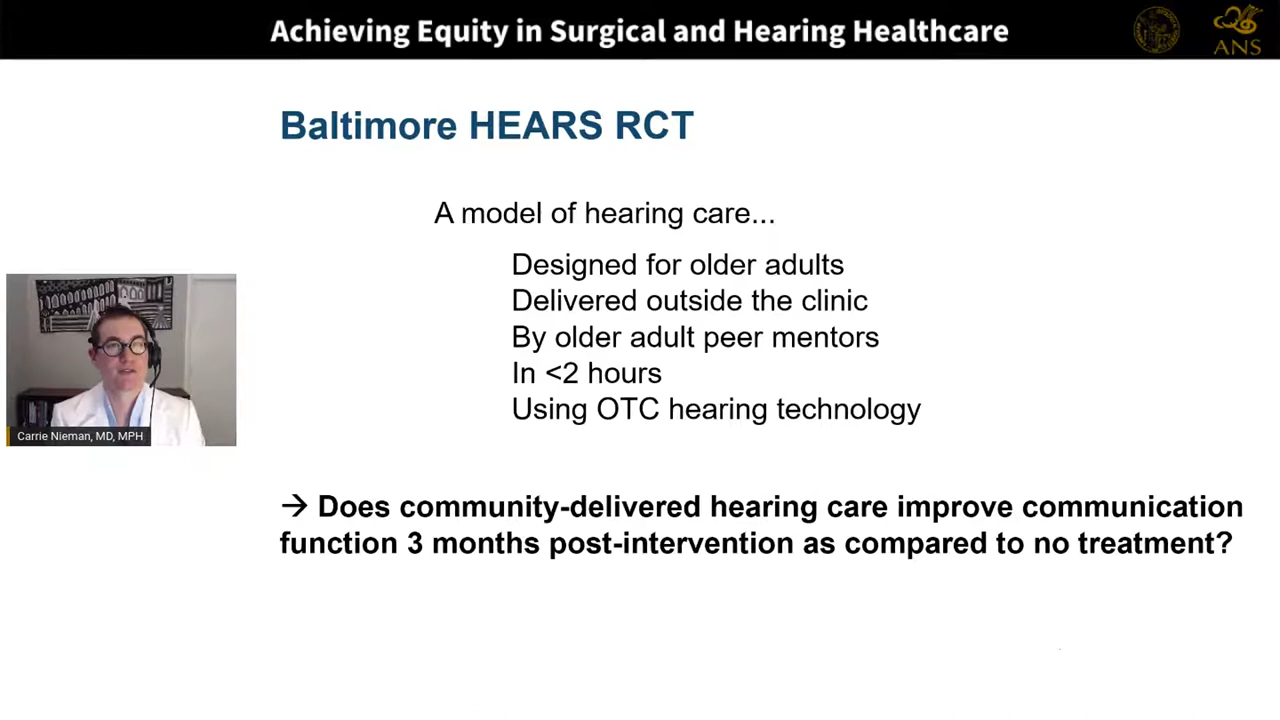 Achieving Equity in Surgical and Hearing Healthcare
ANS
Baltimore HEARS RCT
A model of hearing care...
Designed for older adults
Delivered outside the clinic
By older adult peer mentors
In <2 hours
Using OTC hearing technology
Carrie Nieman, MD, MPH
→ Does community-delivered hearing care improve communication
function 3 months post-intervention as compared to no treatment?